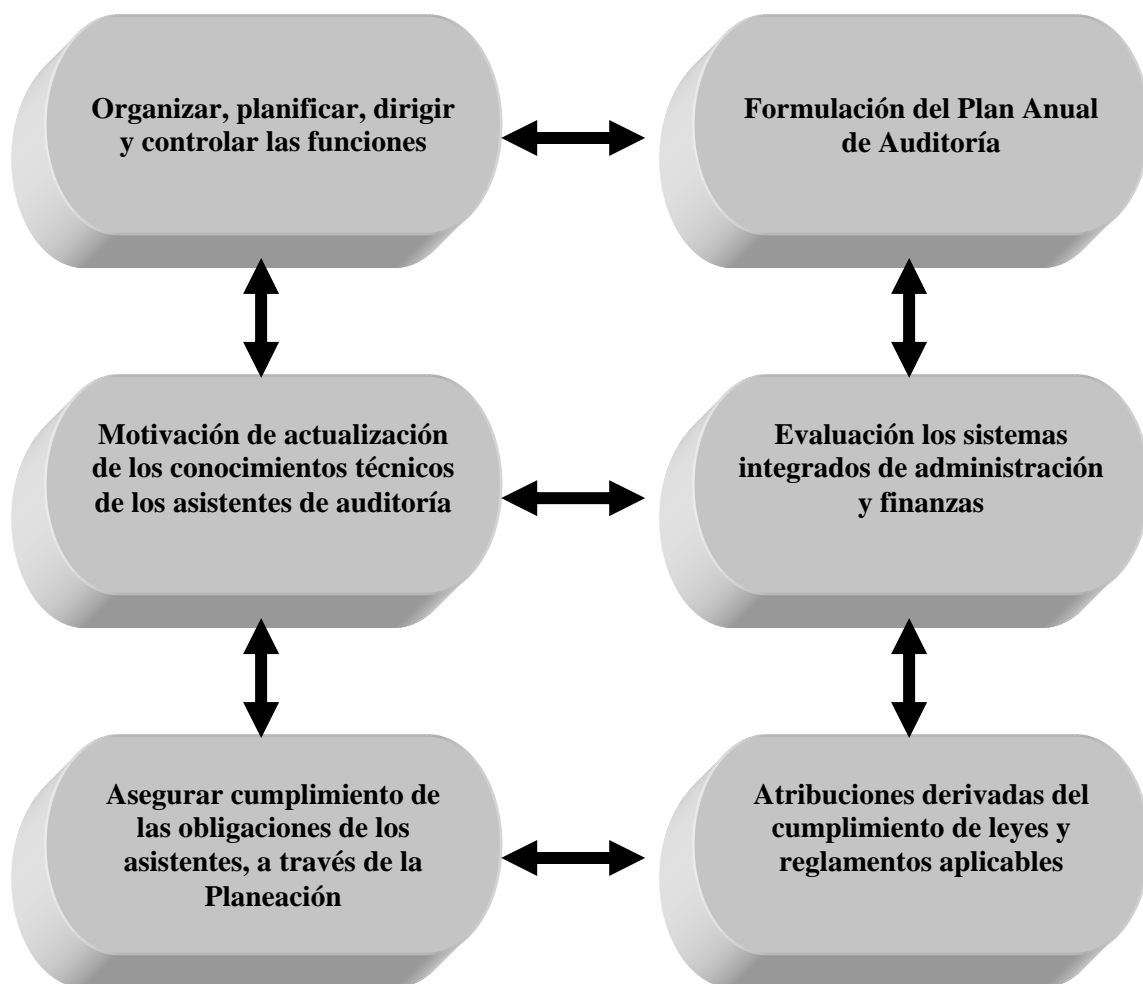 Organizar, planificar, dirigir
y controlar las funciones
Formulación del Plan Anual
de Auditoría
Motivación de actualización
de los conocimientos técnicos
de los asistentes de auditoría
Evaluación los sistemas
integrados de administración
y finanzas
Asegurar cumplimiento de
las obligaciones de los
asistentes, a través de la
Planeación
Atribuciones derivadas del
cumplimiento de leyes y
reglamentos aplicables